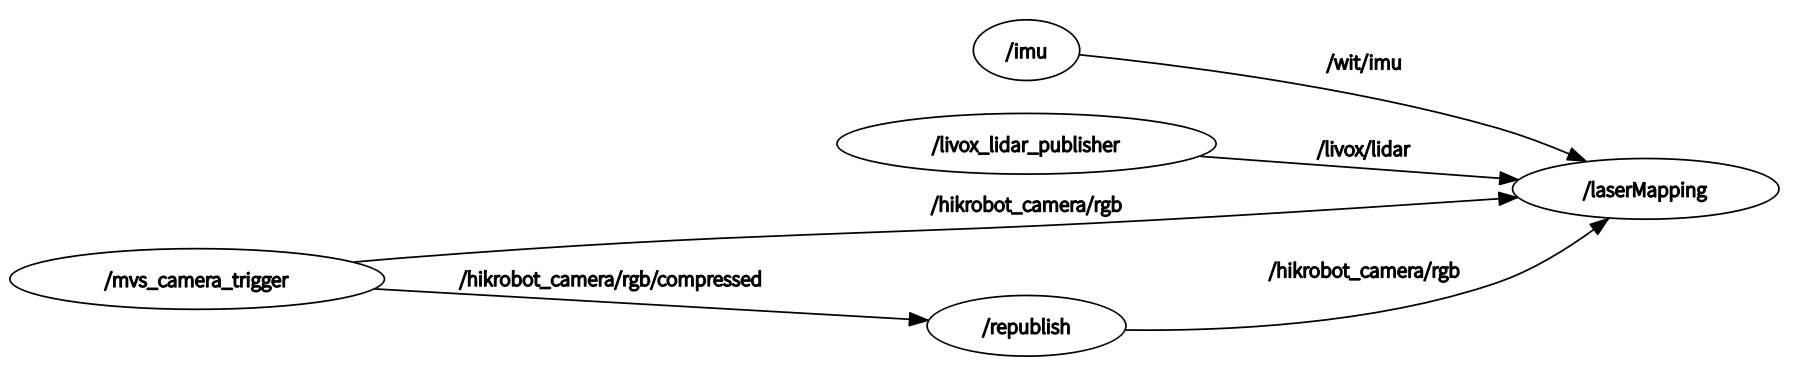 /imu
/wit/imu
/livox_lidar_publisher
/livox/lidar
/laserMapping
/hikrobot_camera/rgb
/mvs_camera_trigger
/hikrobot_camera/rgb/compressed
/hikrobot_camera/rgb
/republish